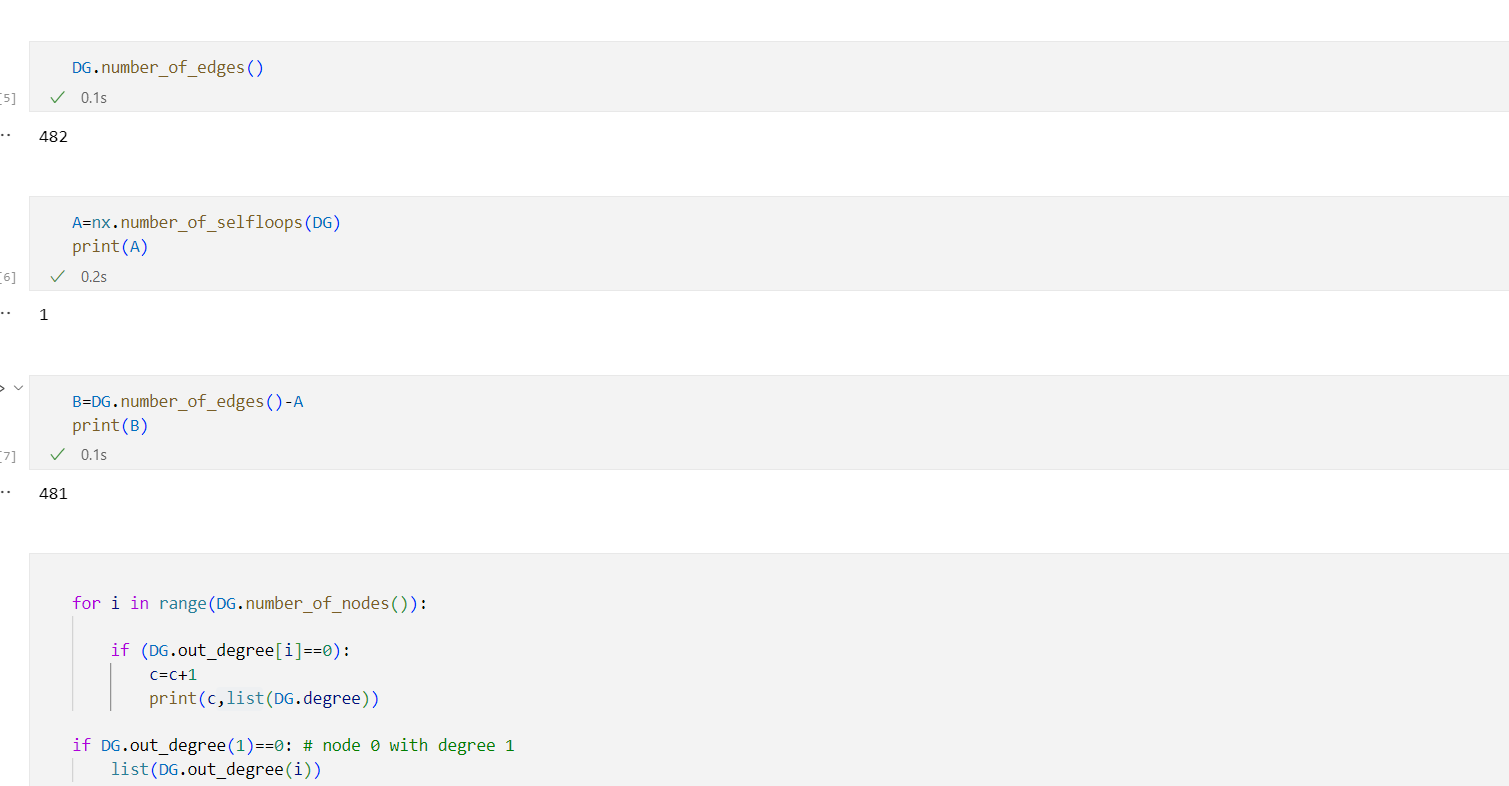 DG.number_of_edges()
[5] 0.1s
482
A=nx.number_of_selfloops(DG)
print(A)
[6] 0.2s
1
B=DG.number_of_edges()-A
print(B)
[7] 0.1s
481
for i in range(DG.number_of_nodes()):
if (DG.out_degree[i]==0):
c=c+1
print(c,list(DG.degree))
if DG.out_degree(1)==0: # node 0 with degree 1
list(DG.out_degree(i))